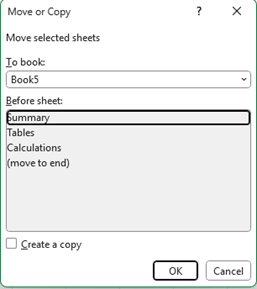 Move or Copy ?
Move selected sheets
To book:
Book5
Before sheet:
Summary
Tables
Calculations
(move to end)
Create a copy
OK Cancel